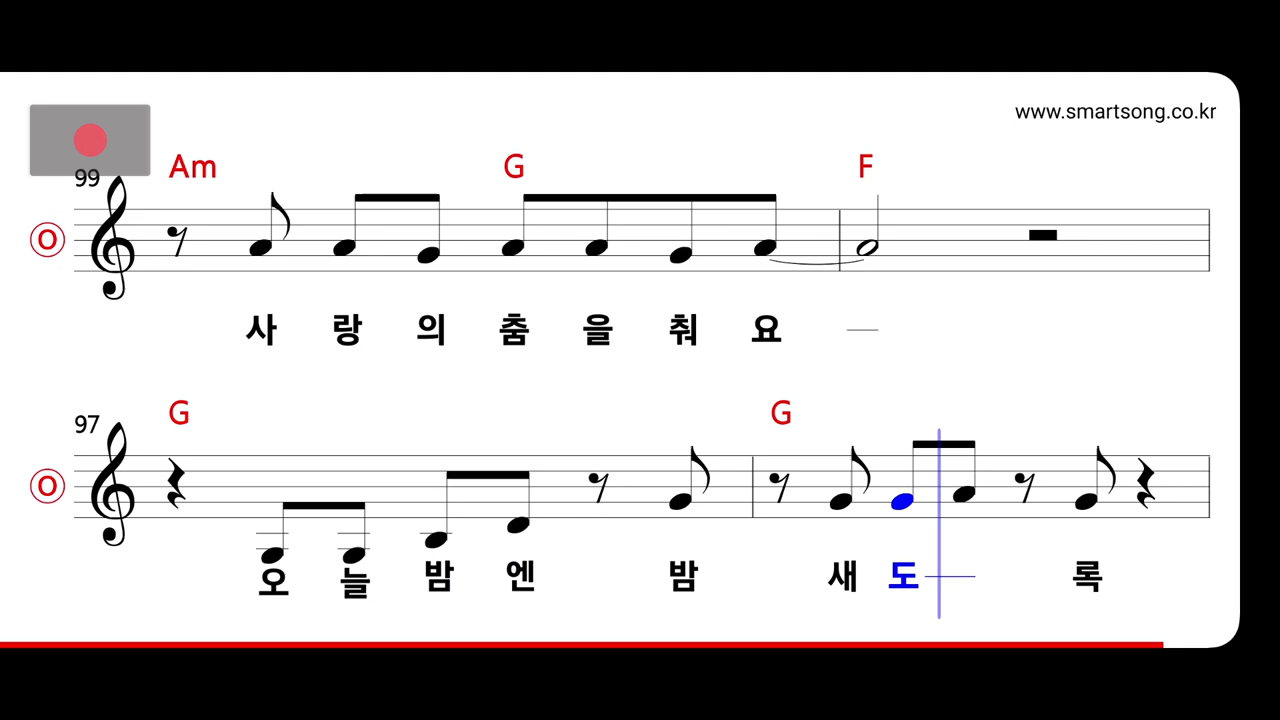 www.smartsong.co.kr
99 Am G F
O
사 랑 의 춤 을 춰 요
97 G G
O
오 늘 밤 엔 밤 새 도 록